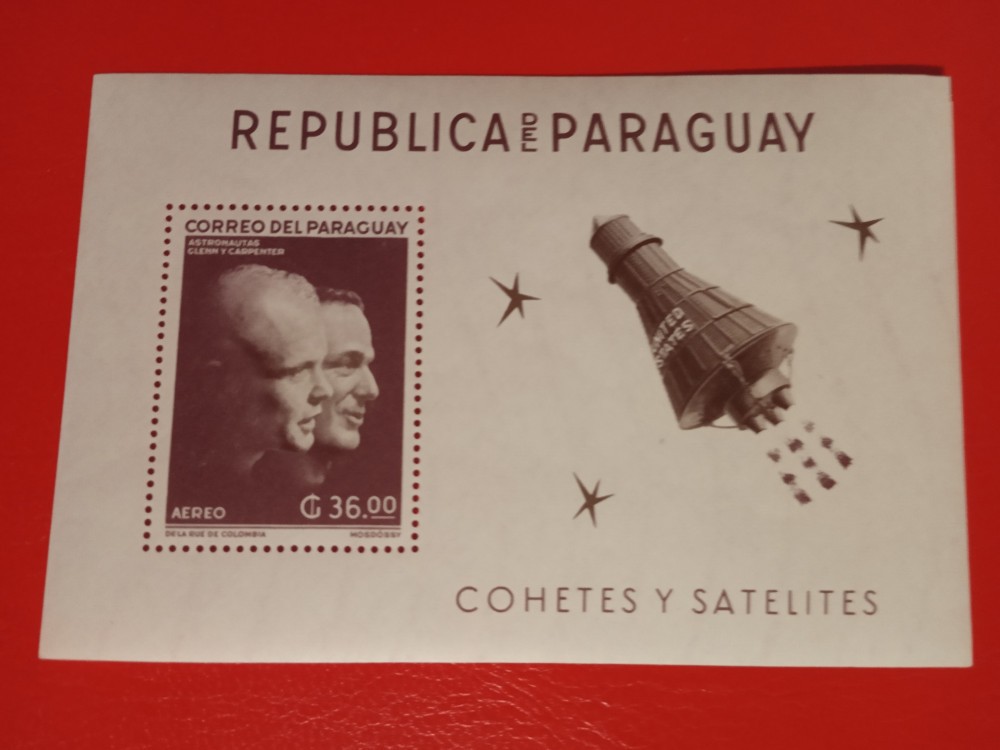 REPUBLICA DEL PARAGUAY
CORREO DEL PARAGUAY
ASTRONAUTAS
GLENN Y CARPENTER
UNITED
STATES
AEREO
₲ 36.00
DE LA RUE DE COLOMBIA MOSDÓSSY
COHETES Y SATELITES